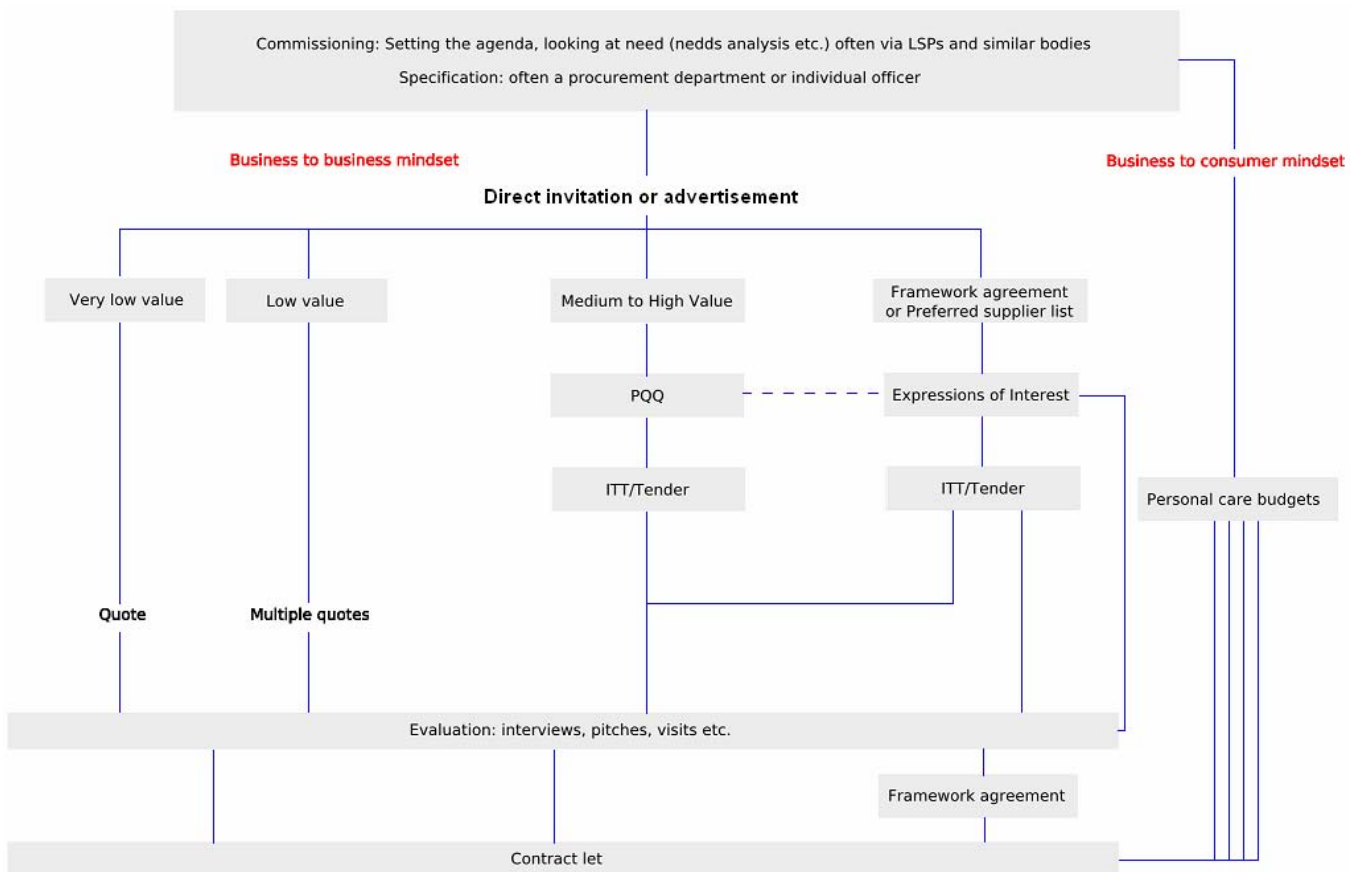 Commissioning: Setting the agenda, looking at need (nedds analysis etc.) often via LSPs and similar bodies
Specification: often a procurement department or individual officer
Business to business mindset
Business to consumer mindset
Direct invitation or advertisement
Very low value
Low value
Medium to High Value
Framework agreement
or Preferred supplier list
PQQ
Expressions of Interest
ITT/Tender
ITT/Tender
Personal care budgets
Quote
Multiple quotes
Evaluation: interviews, pitches, visits etc.
Framework agreement
Contract let